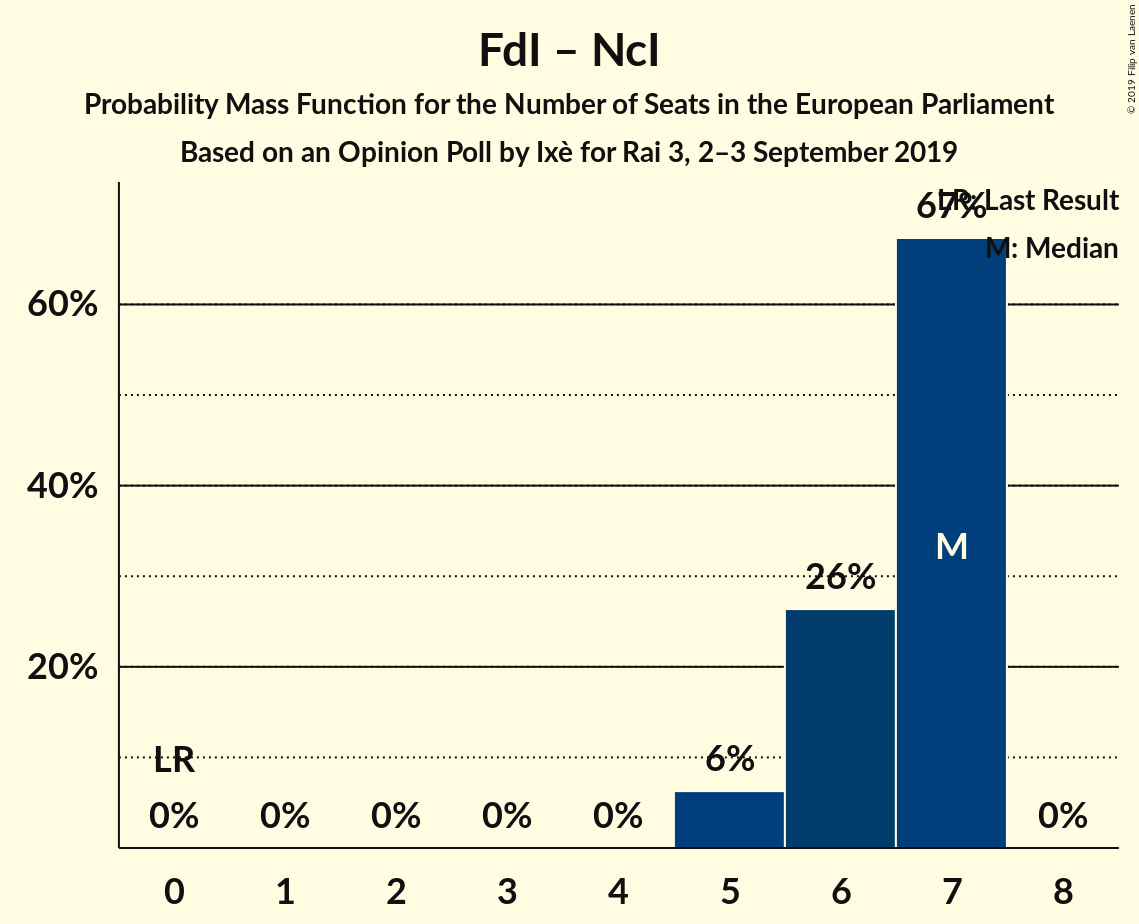 FdI – NcI
Probability Mass Function for the Number of Seats in the European Parliament
Based on an Opinion Poll by Ixè for Rai 3, 2–3 September 2019
© 2019 Filip van Laenen
LR: Last Result
M: Median
67%
60%
40%
20%
M
26%
6%
LR
0%
0%
0%
0%
0%
0%
0
1
2
3
4
5
6
7
8